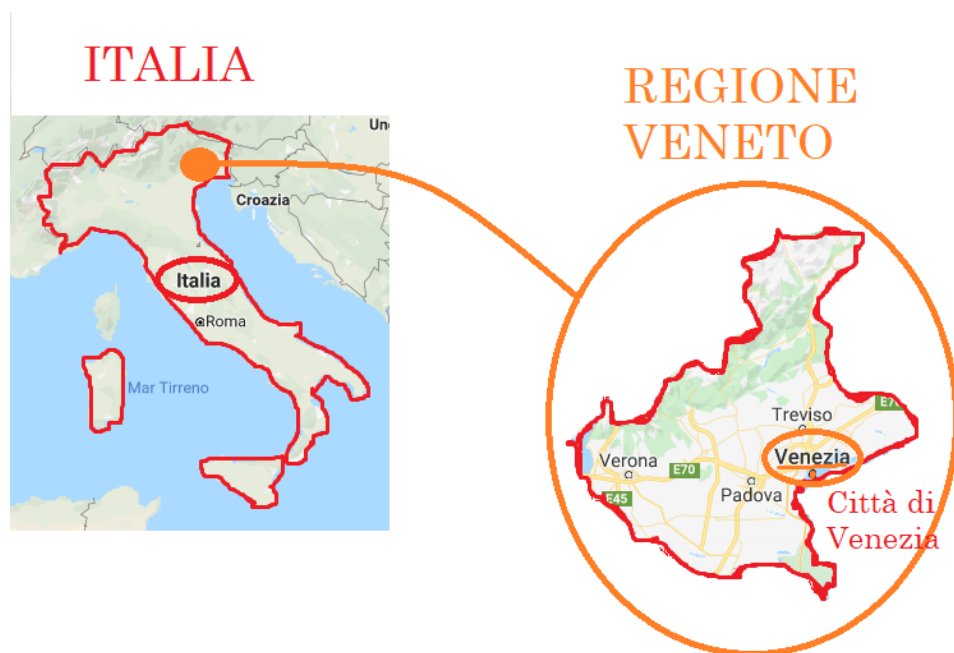 ITALIA
REGIONE
VENETO
Croazia
Italia
Roma
Mar Tirreno
Treviso
Venezia
Verona
E70
Padova
E45
Città di
Venezia